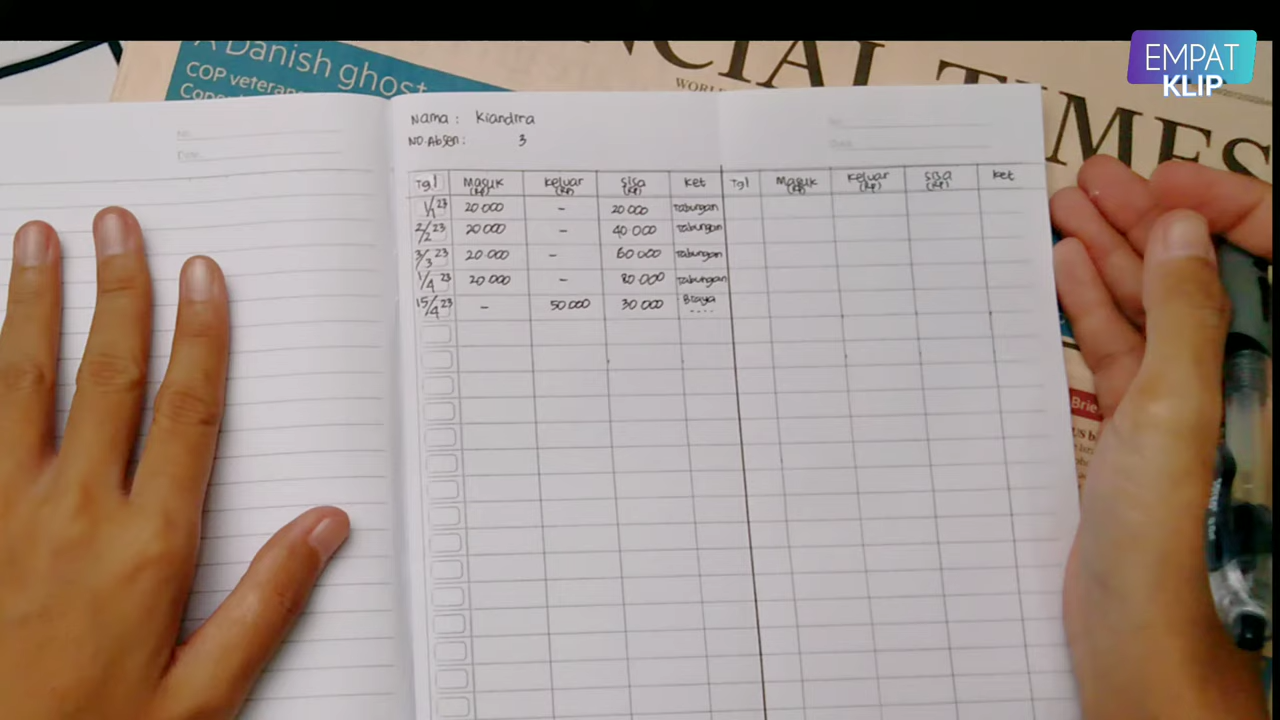 A Danish ghost
COP veteran
NCIAL TIMES
WORL
EMPAT
KLIP
Nama : Kiandra
NO.Absen : 3
Tgl Masuk (Rp) Keluar (Rp) Sisa (Rp) Ket Tgl Masuk (Rp) Keluar (Rp) Sisa (Rp) Ket
1/1 23 20 000 - 20 000 Tabungan
2/2 23 20 000 - 40 000 Tabungan
3/3 23 20 000 - 60 000 Tabungan
1/4 23 20 000 - 80 000 Tabungan
15/4 23 - 50 000 30 000 Biaya
....
Brie
US b